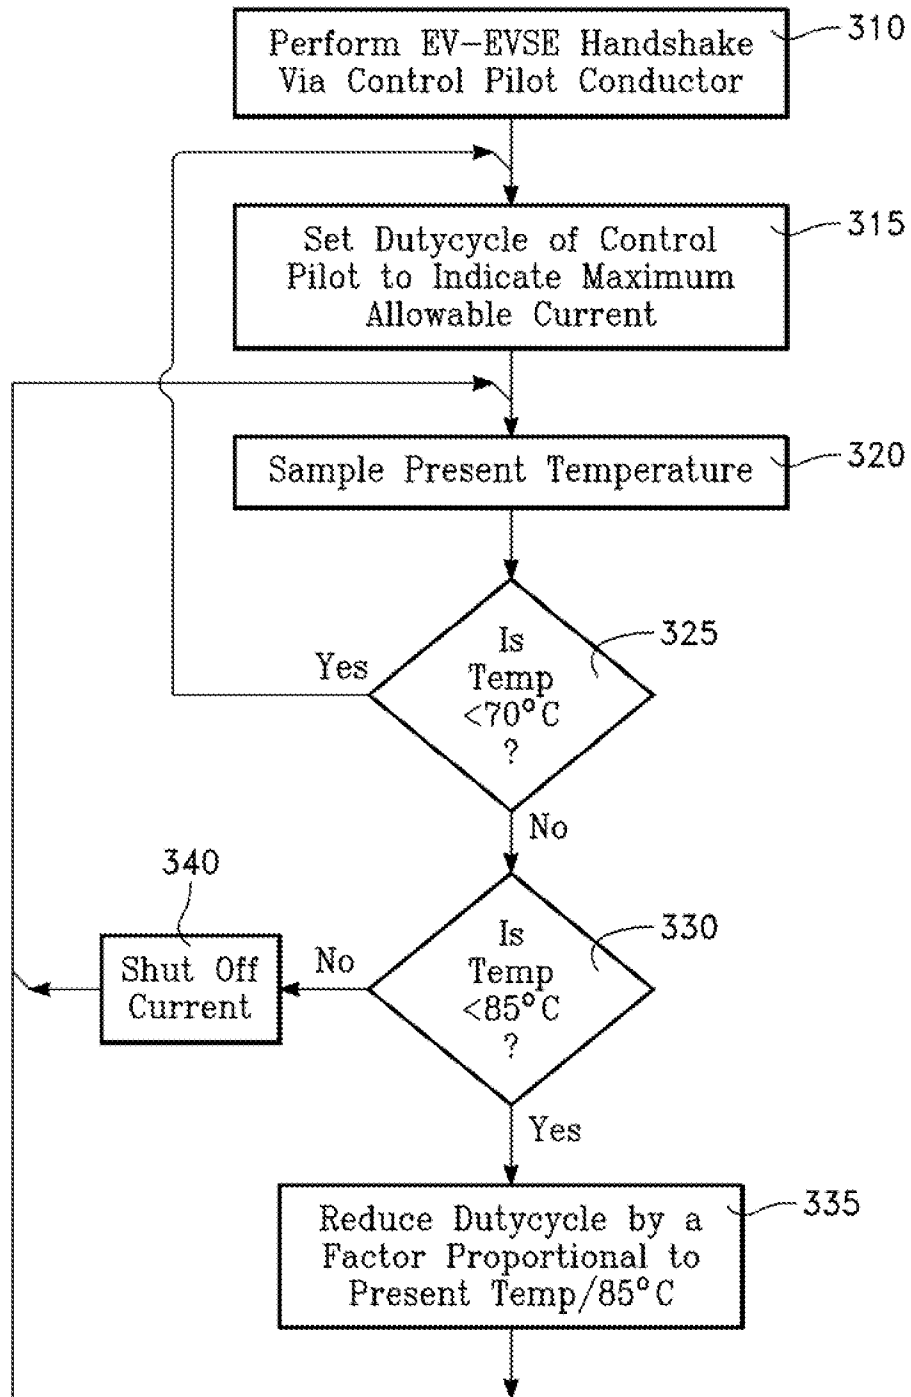 Perform EV-EVSE Handshake
Via Control Pilot Conductor
310
Set Dutycycle of Control
Pilot to Indicate Maximum
Allowable Current
315
Sample Present Temperature
320
Is
Temp
<70°C
?
325
Yes
No
Is
Temp
<85°C
?
330
No
340
Shut Off
Current
Yes
Reduce Dutycycle by a
Factor Proportional to
Present Temp/85°C
335